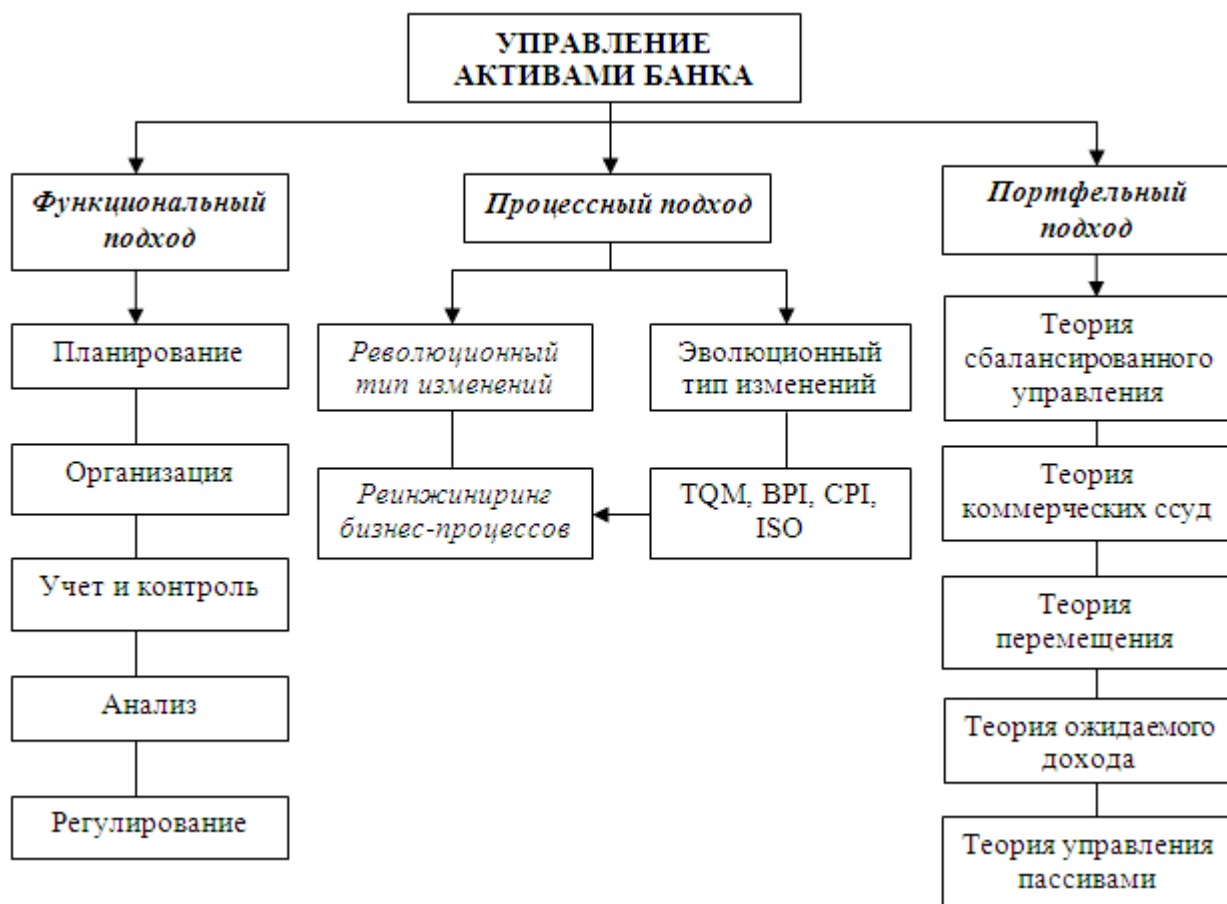 УПРАВЛЕНИЕ
АКТИВАМИ БАНКА
Функциональный
подход
Планирование
Организация
Учет и контроль
Анализ
Регулирование
Процессный подход
Революционный
тип изменений
Реинжиниринг
бизнес-процессов
Эволюционный
тип изменений
TQM, BPI, CPI,
ISO
Портфельный
подход
Теория
сбалансированного
управления
Теория
коммерческих ссуд
Теория
перемещения
Теория ожидаемого
дохода
Теория управления
пассивами